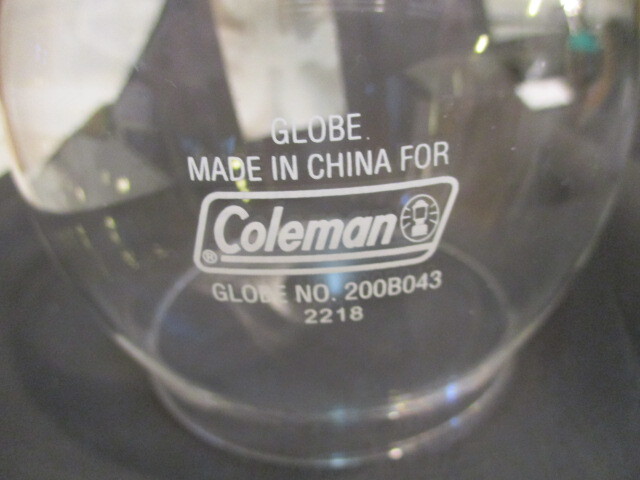 GLOBE.
MADE IN CHINA FOR
Coleman
®
GLOBE NO. 200B043
2218